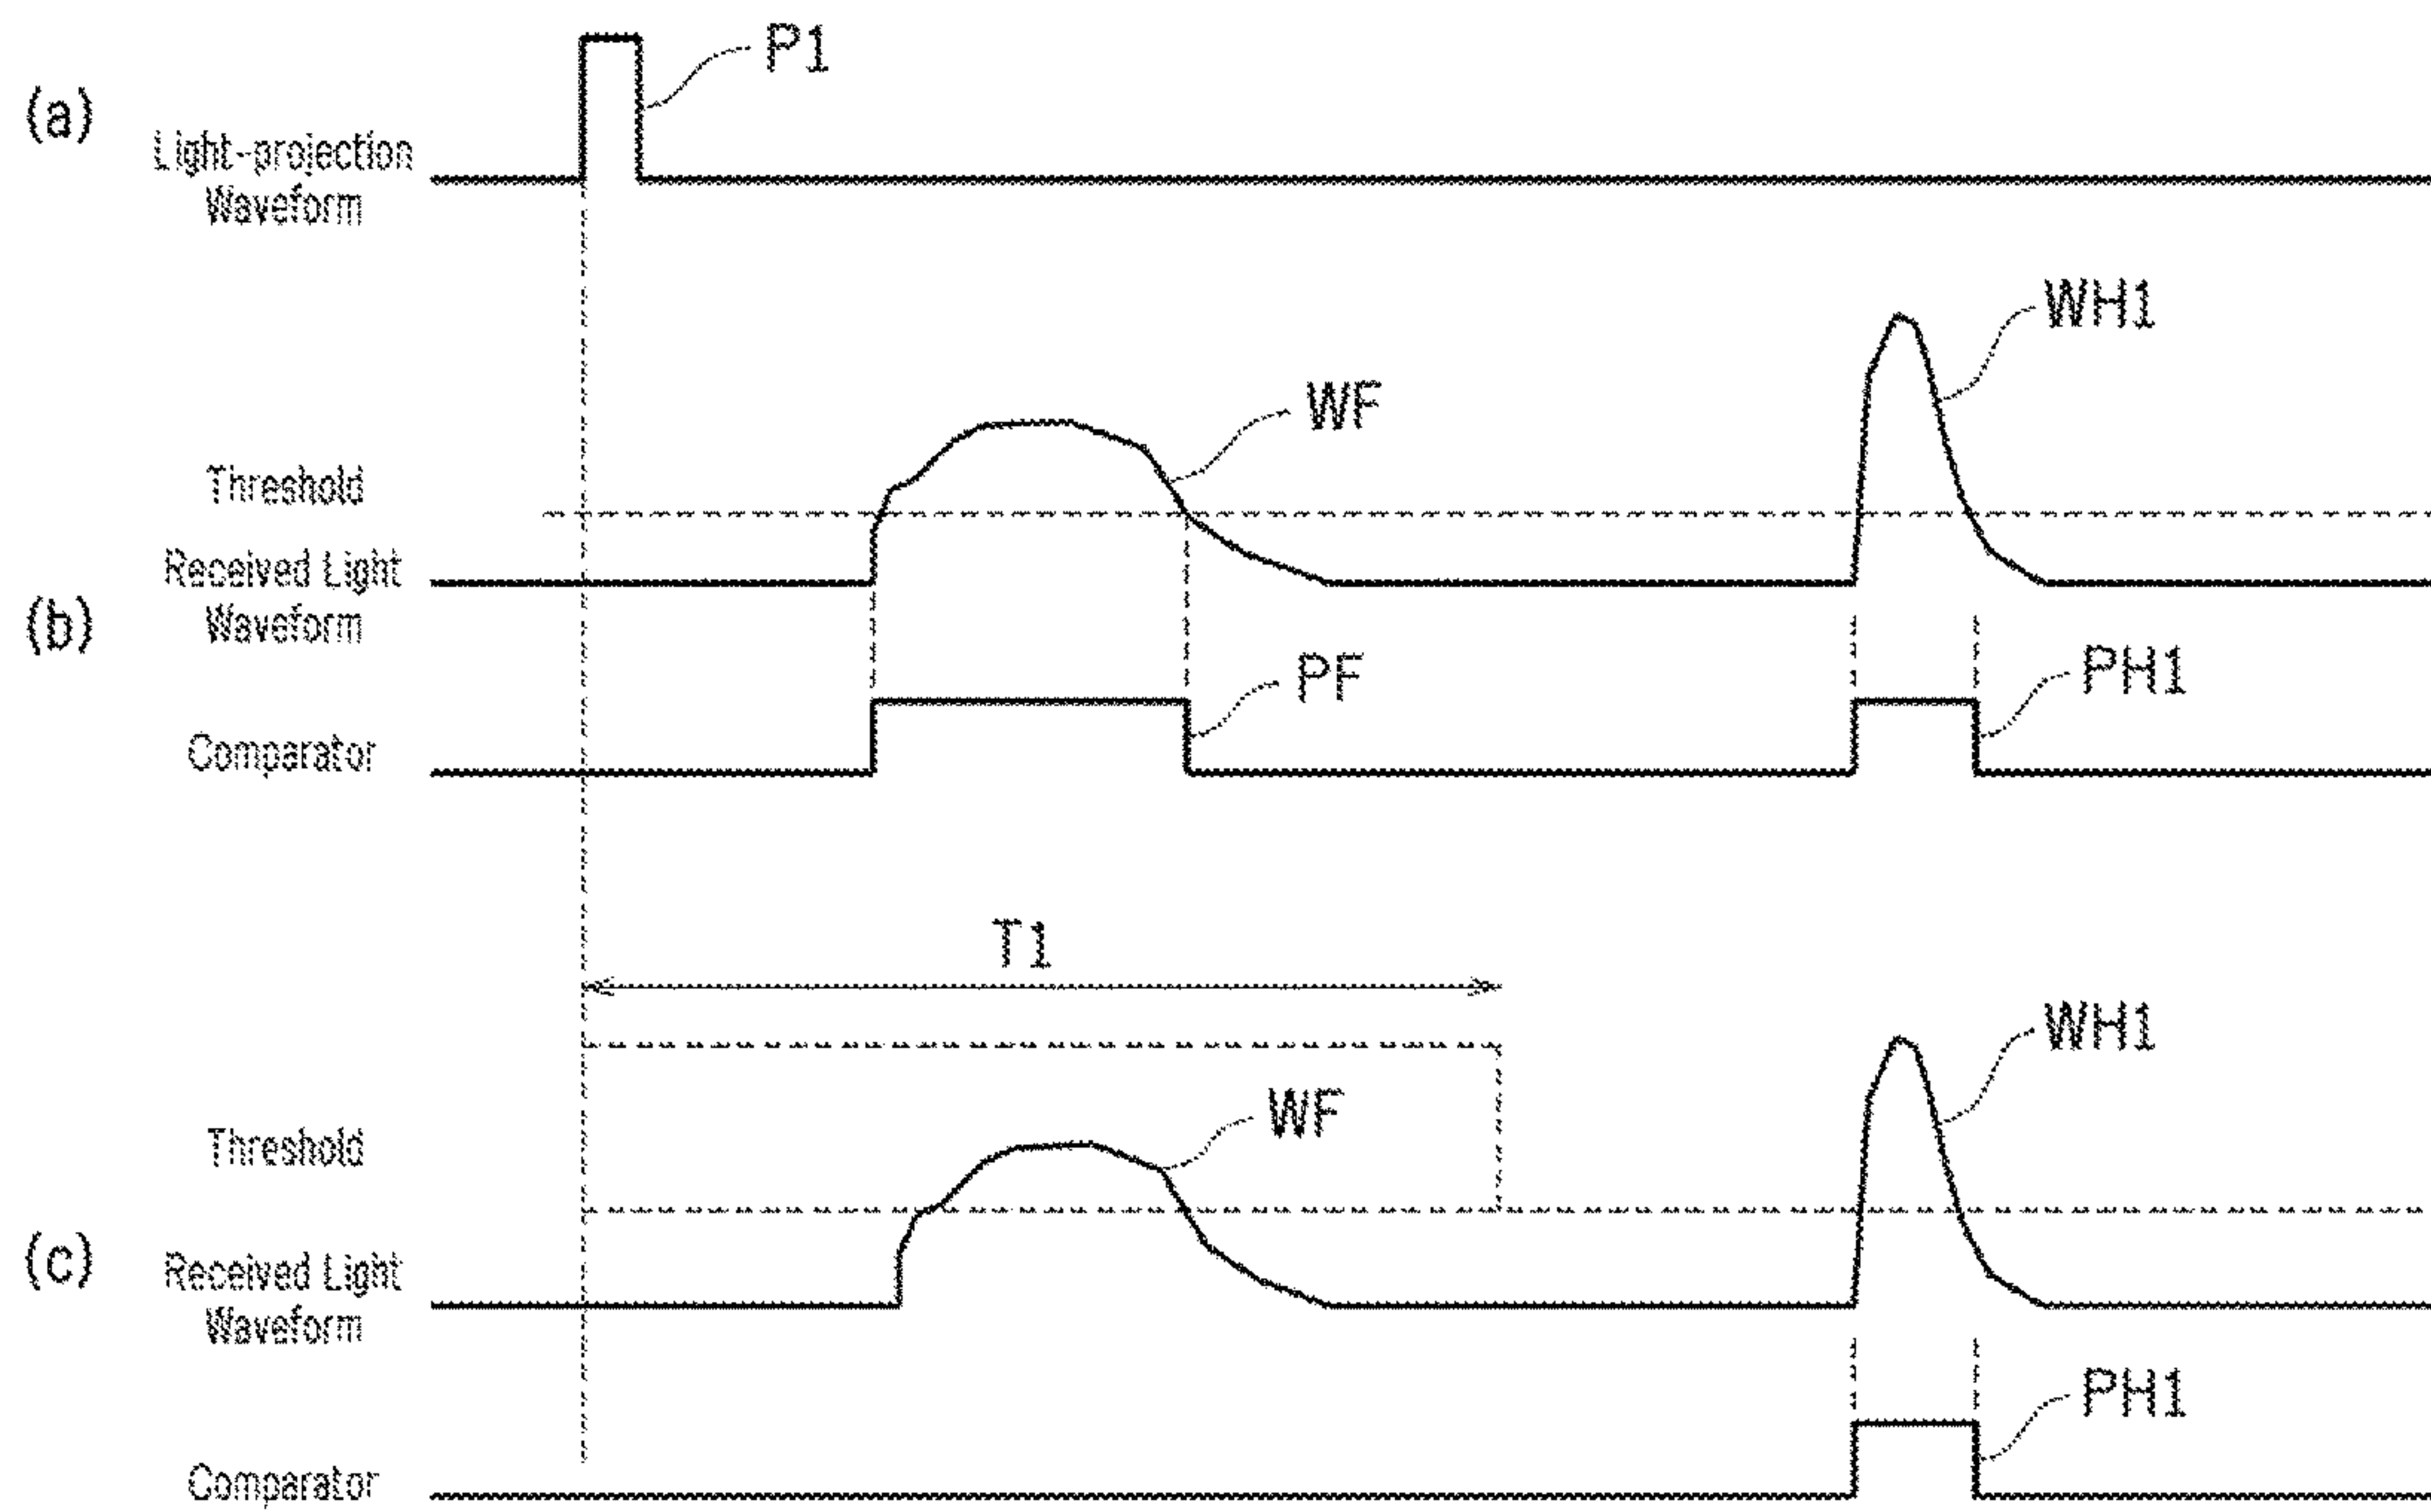 P1
(a)
Light-projection
Waveform
WH1
WF
Threshold
Received Light
(b)
Waveform
PF
PH1
Comparator
T1
WH1
WF
Threshold
(c)
Received Light
Waveform
PH1
Comparator